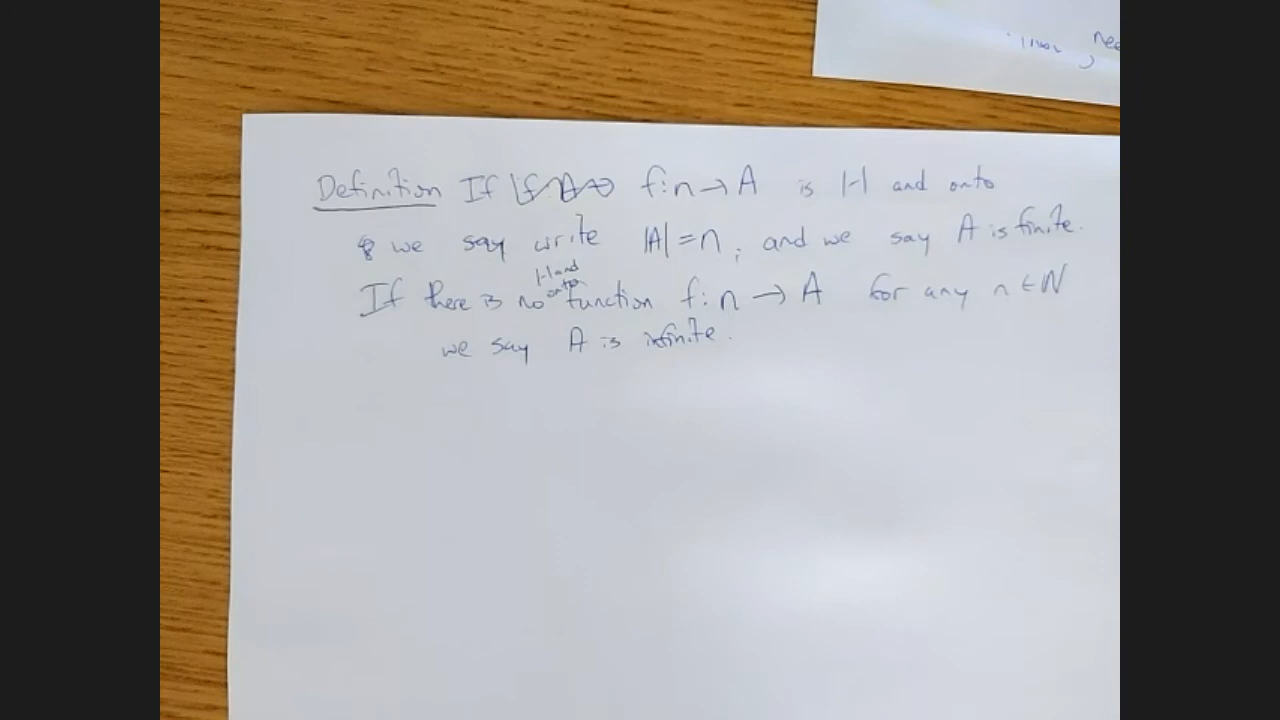 need
Definition If f:n→A is 1-1 and onto
we say write |A|=n, and we say A is finite.
If there is no 1-1 and onto function f:n→A for any n∈N
we say A is infinite.